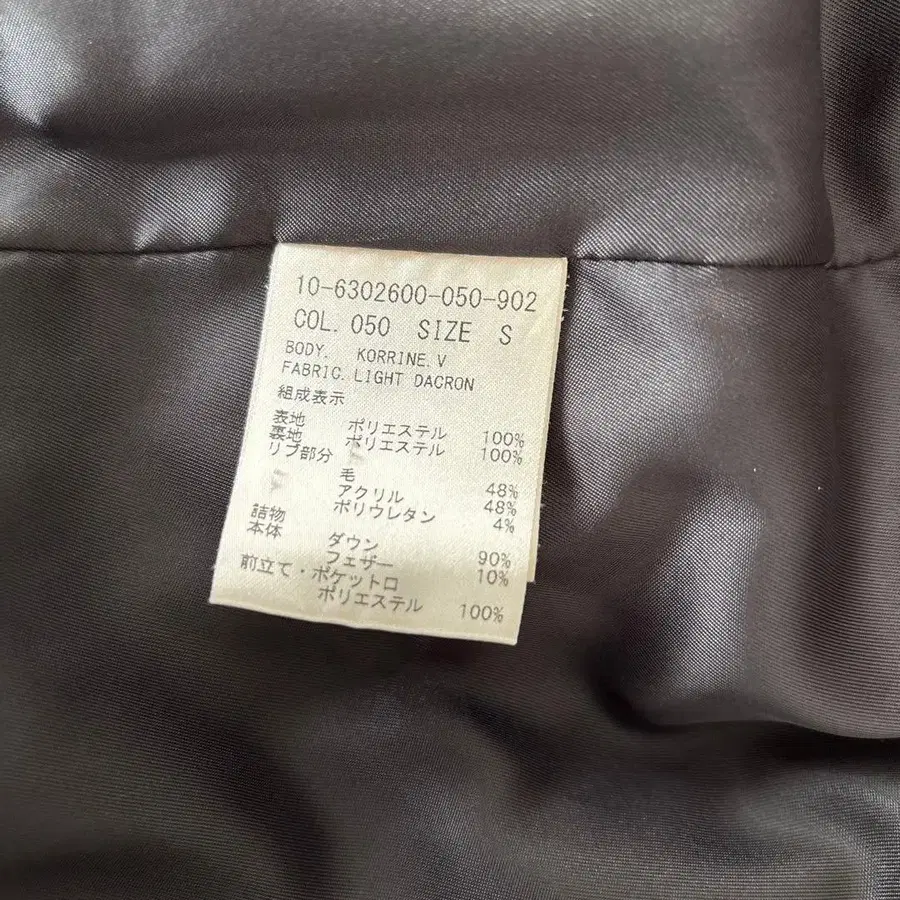 10-6302600-050-902
COL. 050 SIZE S
BODY. KORRINE.V
FABRIC.LIGHT DACRON
組成表示
表地 ポリエステル 100%
裏地 ポリエステル 100%
リブ部分
毛 48%
アクリル 48%
ポリウレタン 4%
詰物
本体
ダウン 90%
フェザー 10%
前立て・ポケット口
ポリエステル 100%